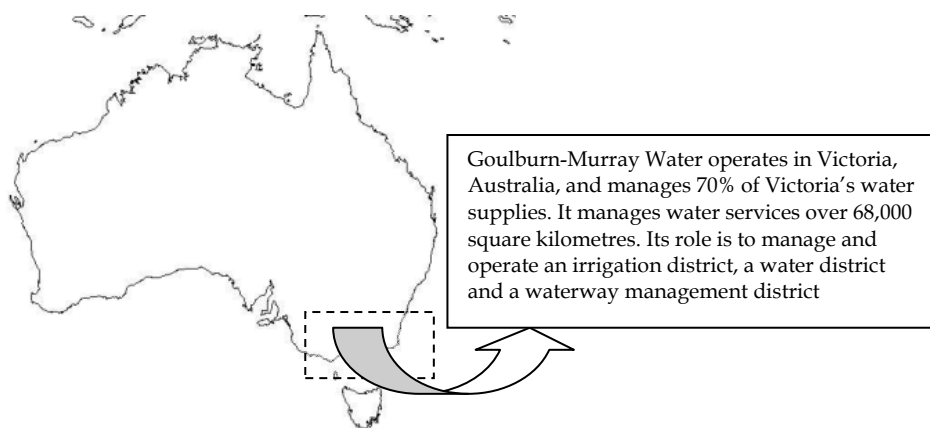 Goulburn-Murray Water operates in Victoria,
Australia, and manages 70% of Victoria’s water
supplies. It manages water services over 68,000
square kilometres. Its role is to manage and
operate an irrigation district, a water district
and a waterway management district